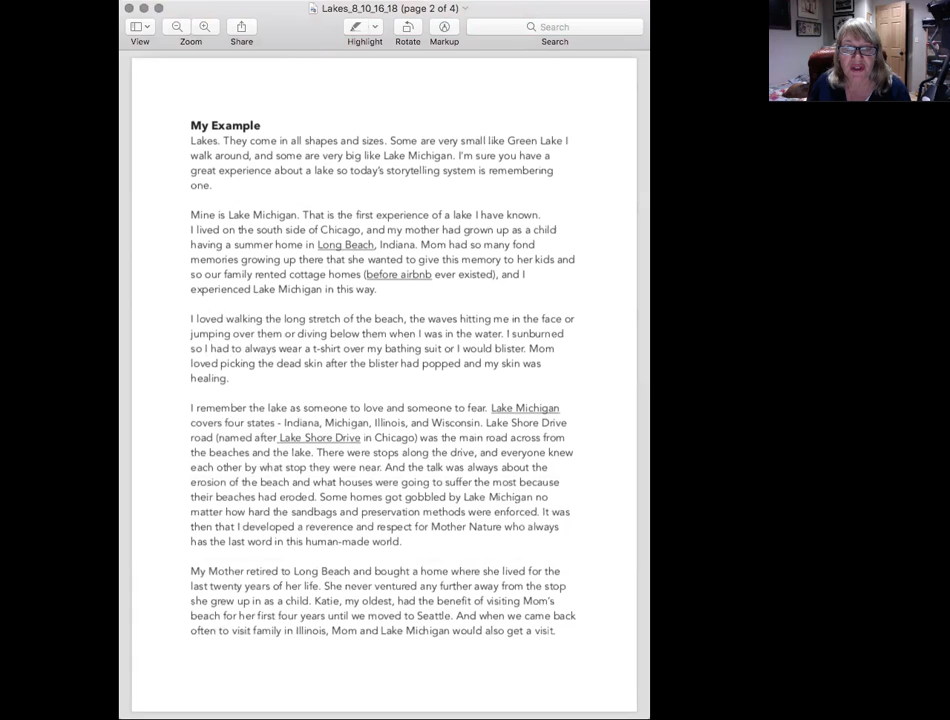 Lakes_8_10_16_18 (page 2 of 4)
Search
View
Zoom
Share
Highlight
Rotate
Markup
Search
My Example
Lakes. They come in all shapes and sizes. Some are very small like Green Lake I
walk around, and some are very big like Lake Michigan. I'm sure you have a
great experience about a lake so today's storytelling system is remembering
one.
Mine is Lake Michigan. That is the first experience of a lake I have known.
I lived on the south side of Chicago, and my mother had grown up as a child
having a summer home in Long Beach, Indiana. Mom had so many fond
memories growing up there that she wanted to give this memory to her kids and
so our family rented cottage homes (before airbnb ever existed), and I
experienced Lake Michigan in this way.
I loved walking the long stretch of the beach, the waves hitting me in the face or
jumping over them or diving below them when I was in the water. I sunburned
so I had to always wear a t-shirt over my bathing suit or I would blister. Mom
loved picking the dead skin after the blister had popped and my skin was
healing.
I remember the lake as someone to love and someone to fear. Lake Michigan
covers four states - Indiana, Michigan, Illinois, and Wisconsin. Lake Shore Drive
road (named after Lake Shore Drive in Chicago) was the main road across from
the beaches and the lake. There were stops along the drive, and everyone knew
each other by what stop they were near. And the talk was always about the
erosion of the beach and what houses were going to suffer the most because
their beaches had eroded. Some homes got gobbled by Lake Michigan no
matter how hard the sandbags and preservation methods were enforced. It was
then that I developed a reverence and respect for Mother Nature who always
has the last word in this human-made world.
My Mother retired to Long Beach and bought a home where she lived for the
last twenty years of her life. She never ventured any further away from the stop
she grew up in as a child. Katie, my oldest, had the benefit of visiting Mom's
beach for her first four years until we moved to Seattle. And when we came back
often to visit family in Illinois, Mom and Lake Michigan would also get a visit.